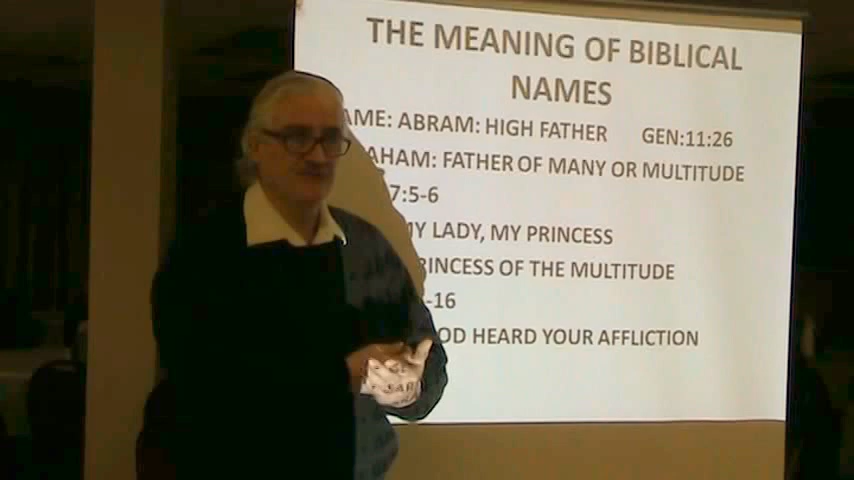 THE MEANING OF BIBLICAL
NAMES
AME: ABRAM: HIGH FATHER GEN:11:26
AHAM: FATHER OF MANY OR MULTITUDE
7:5-6
MY LADY, MY PRINCESS
RINCESS OF THE MULTITUDE
-16
OD HEARD YOUR AFFLICTION